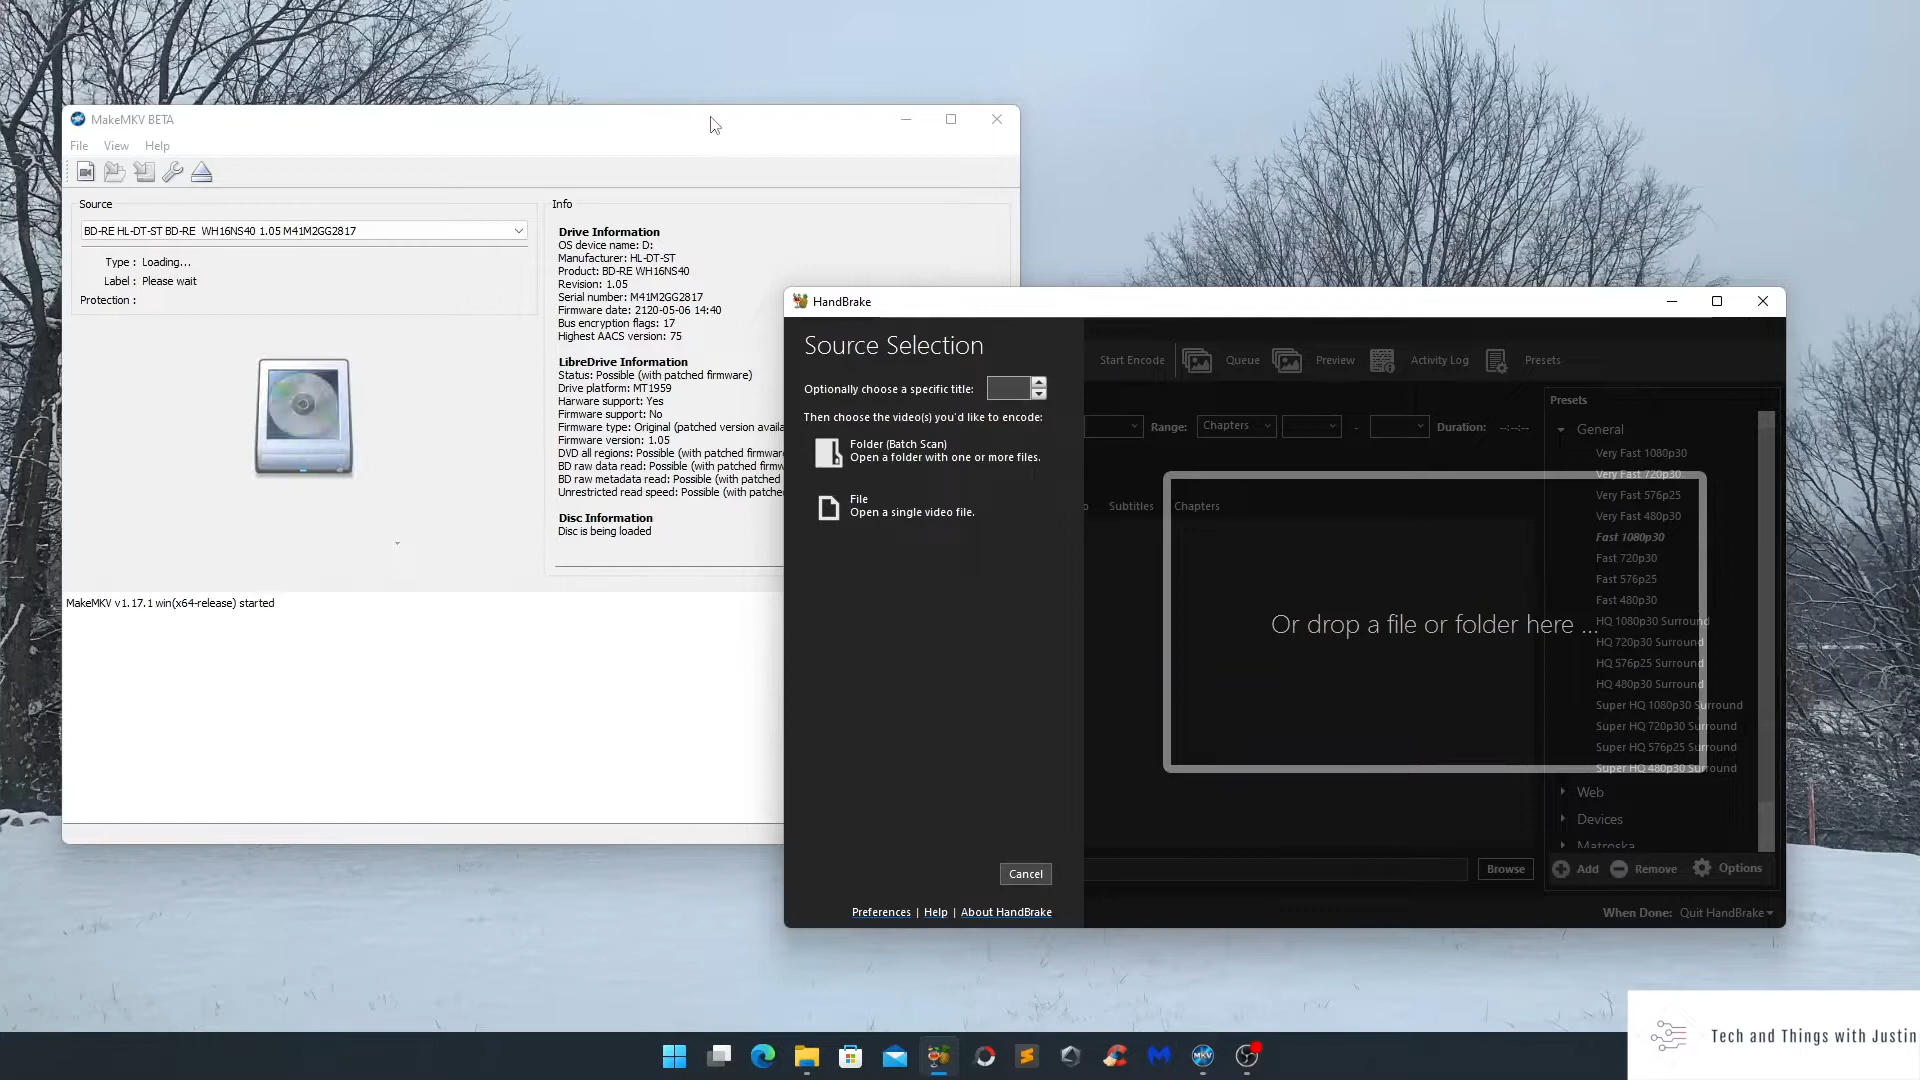 MakeMKV BETA
File View Help
Source
BD-RE HL-DT-ST BD-RE WH16NS40 1.05 M41M2GG2817
Type : Loading...
Label : Please wait
Protection :
Info
Drive Information
OS device name: D:
Manufacturer: HL-DT-ST
Product: BD-RE WH16NS40
Revision: 1.05
Serial number: M41M2GG2817
Firmware date: 2120-05-06 14:40
Bus encryption flags: 17
Highest AACS version: 75
LibreDrive Information
Status: Possible (with patched firmware)
Drive platform: MT1959
Harware support: Yes
Firmware support: No
Firmware type: Original (patched version availa
Firmware version: 1.05
DVD all regions: Possible (with patched firmware
BD raw data read: Possible (with patched firmw
BD raw metadata read: Possible (with patched
Unrestricted read speed: Possible (with patche
Disc Information
Disc is being loaded
MakeMKV v1.17.1 win(x64-release) started
HandBrake
Source Selection
Optionally choose a specific title:
Then choose the video(s) you'd like to encode:
Folder (Batch Scan)
Open a folder with one or more files.
File
Open a single video file.
Cancel
Preferences | Help | About HandBrake
Start Encode Queue Preview Activity Log Presets
Range: Chapters - Duration: --:--:--
Subtitles Chapters
Or drop a file or folder here ...
Browse
Presets
General
Very Fast 1080p30
Very Fast 720p30
Very Fast 576p25
Very Fast 480p30
Fast 1080p30
Fast 720p30
Fast 576p25
Fast 480p30
HQ 1080p30 Surround
HQ 720p30 Surround
HQ 576p25 Surround
HQ 480p30 Surround
Super HQ 1080p30 Surround
Super HQ 720p30 Surround
Super HQ 576p25 Surround
Super HQ 480p30 Surround
Web
Devices
Matroska
Add Remove Options
When Done: Quit HandBrake
MKV
Tech and Things with Justin